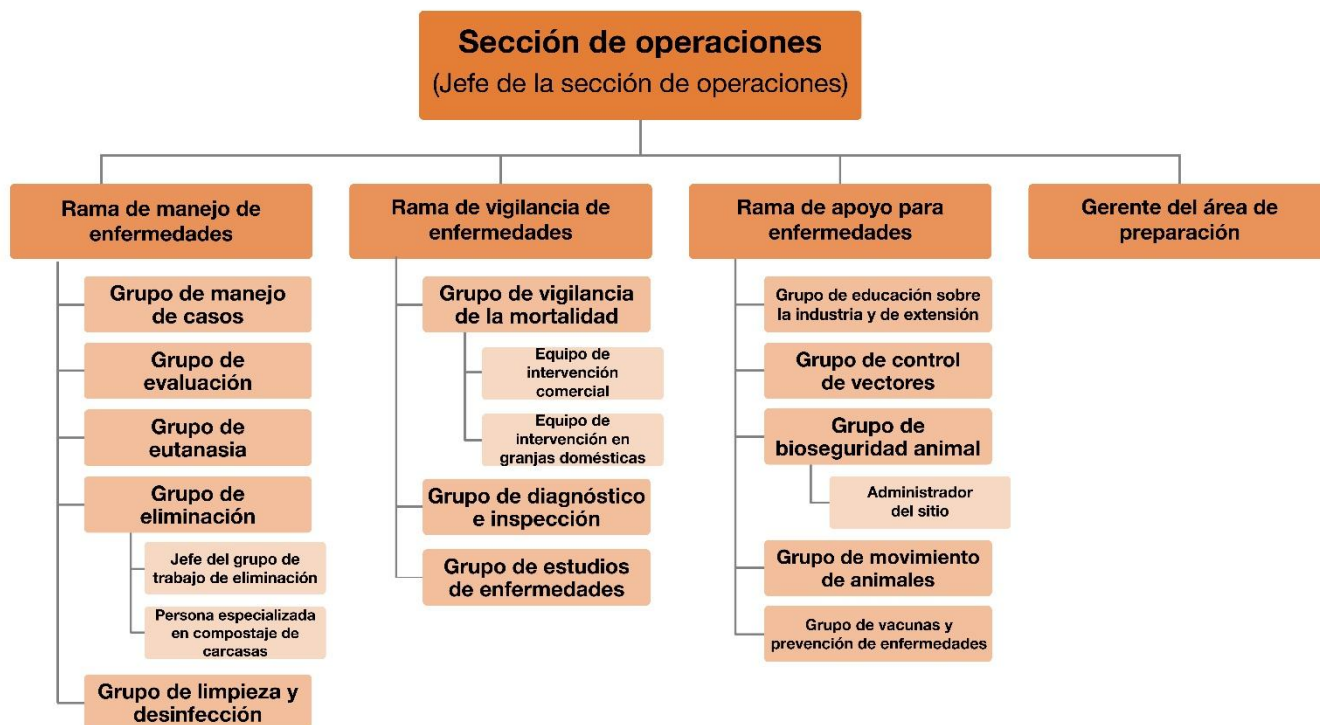 Sección de operaciones
(Jefe de la sección de operaciones)
Rama de manejo de
enfermedades
Grupo de manejo
de casos
Grupo de
evaluación
Grupo de
eutanasia
Grupo de
eliminación
Jefe del grupo de
trabajo de eliminación
Persona especializada
en compostaje de
carcasas
Grupo de limpieza y
desinfección
Rama de vigilancia de
enfermedades
Grupo de vigilancia
de la mortalidad
Equipo de
intervención
comercial
Equipo de
intervención en
granjas domésticas
Grupo de diagnóstico
e inspección
Grupo de estudios
de enfermedades
Rama de apoyo para
enfermedades
Grupo de educación sobre
la industria y de extensión
Grupo de control
de vectores
Grupo de
bioseguridad animal
Administrador
del sitio
Grupo de movimiento
de animales
Grupo de vacunas y
prevención de enfermedades
Gerente del área de
preparación